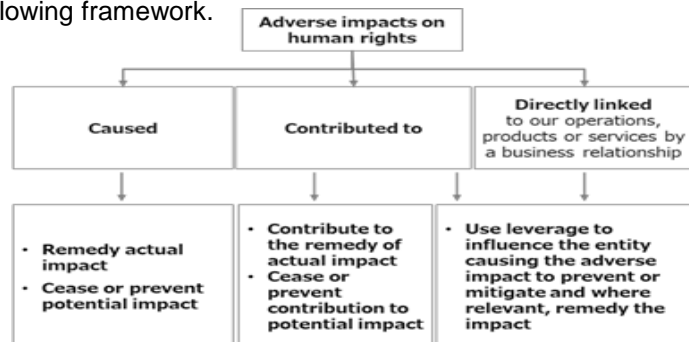 llowing framework.
Adverse impacts on
human rights
Caused
Contributed to
Directly linked
to our operations,
products or services by
a business relationship
• Remedy actual
impact
• Cease or prevent
potential impact
• Contribute to
the remedy of
actual impact
• Cease or
prevent
contribution to
potential impact
• Use leverage to
influence the entity
causing the adverse
impact to prevent or
mitigate and where
relevant, remedy the
impact